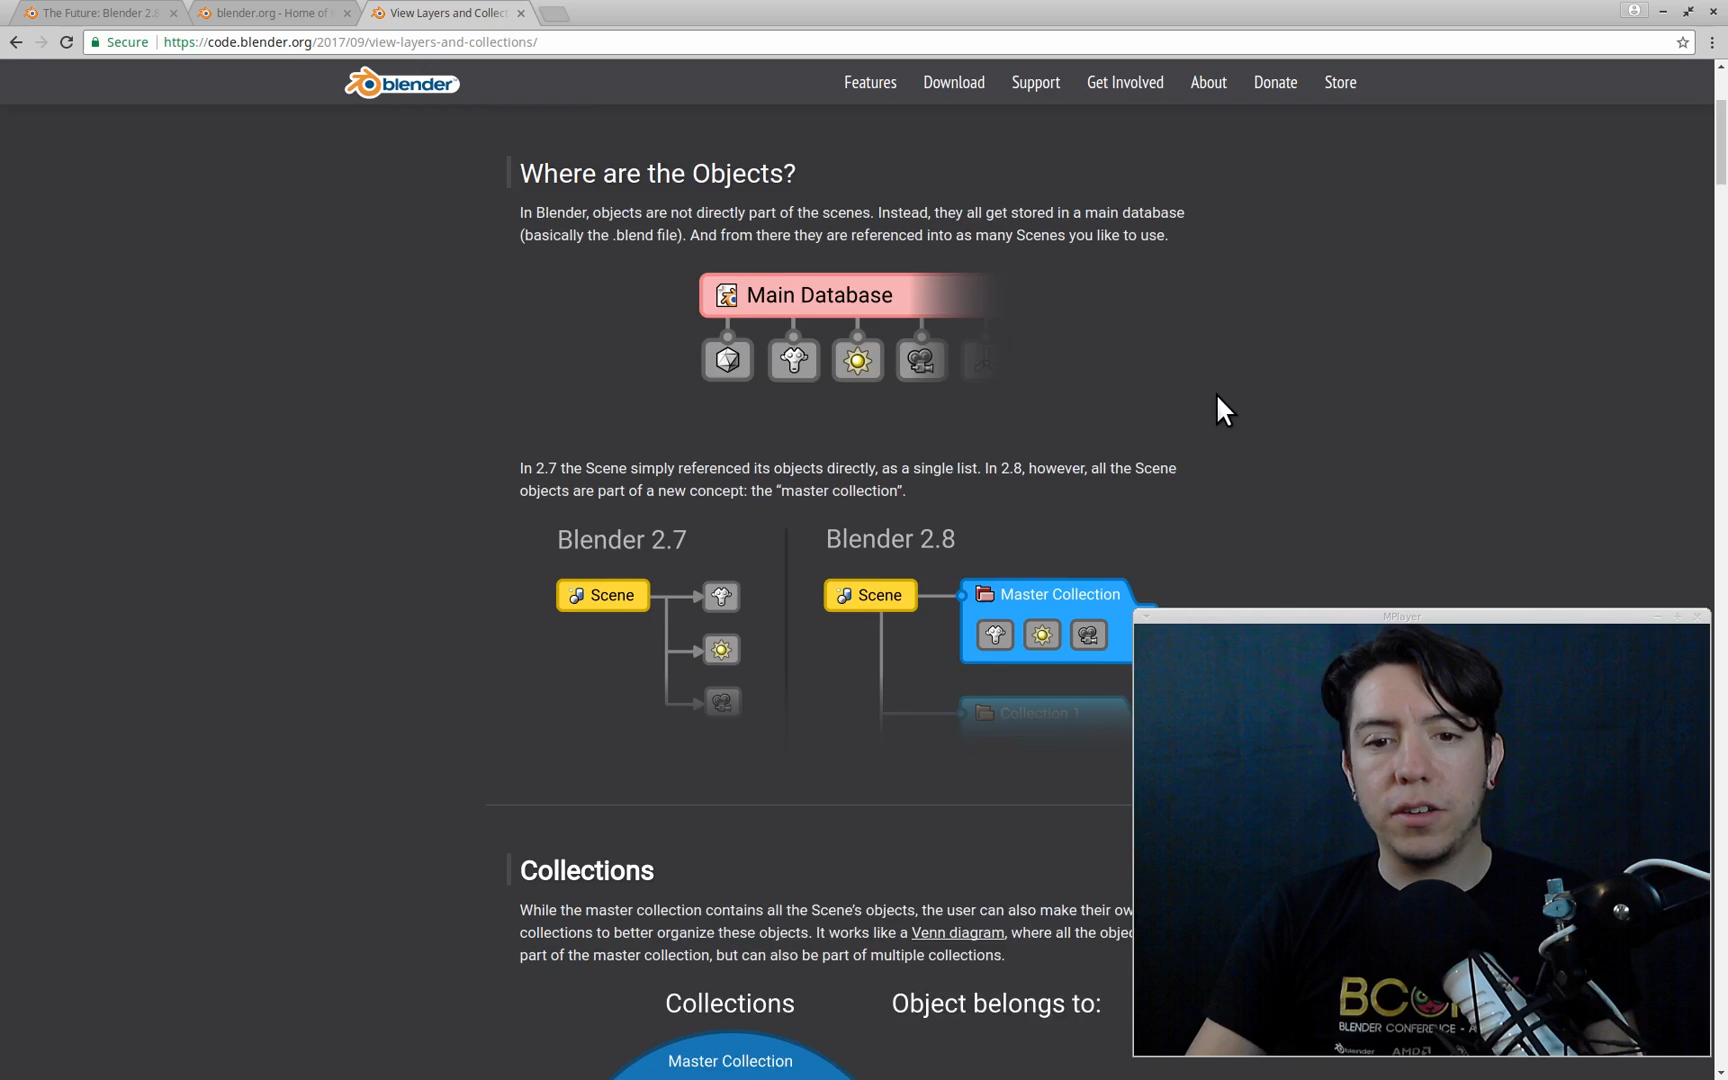 The Future: Blender 2.8
blender.org - Home of
View Layers and Collect
Secure
https://code.blender.org/2017/09/view-layers-and-collections/
blender
Features
Download
Support
Get Involved
About
Donate
Store
Where are the Objects?
In Blender, objects are not directly part of the scenes. Instead, they all get stored in a main database
(basically the .blend file). And from there they are referenced into as many Scenes you like to use.
Main Database
In 2.7 the Scene simply referenced its objects directly, as a single list. In 2.8, however, all the Scene
objects are part of a new concept: the “master collection”.
Blender 2.7
Blender 2.8
Scene
Scene
Master Collection
Collection 1
MPlayer
Collections
While the master collection contains all the Scene’s objects, the user can also make their ow
collections to better organize these objects. It works like a Venn diagram, where all the objec
part of the master collection, but can also be part of multiple collections.
Collections
Object belongs to:
Master Collection
BCO
BLENDER CONFERENCE - A
blender
AMD